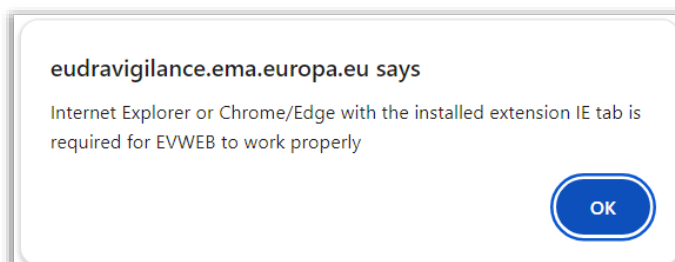 eudravigilance.ema.europa.eu says
Internet Explorer or Chrome/Edge with the installed extension IE tab is
required for EVWEB to work properly
OK